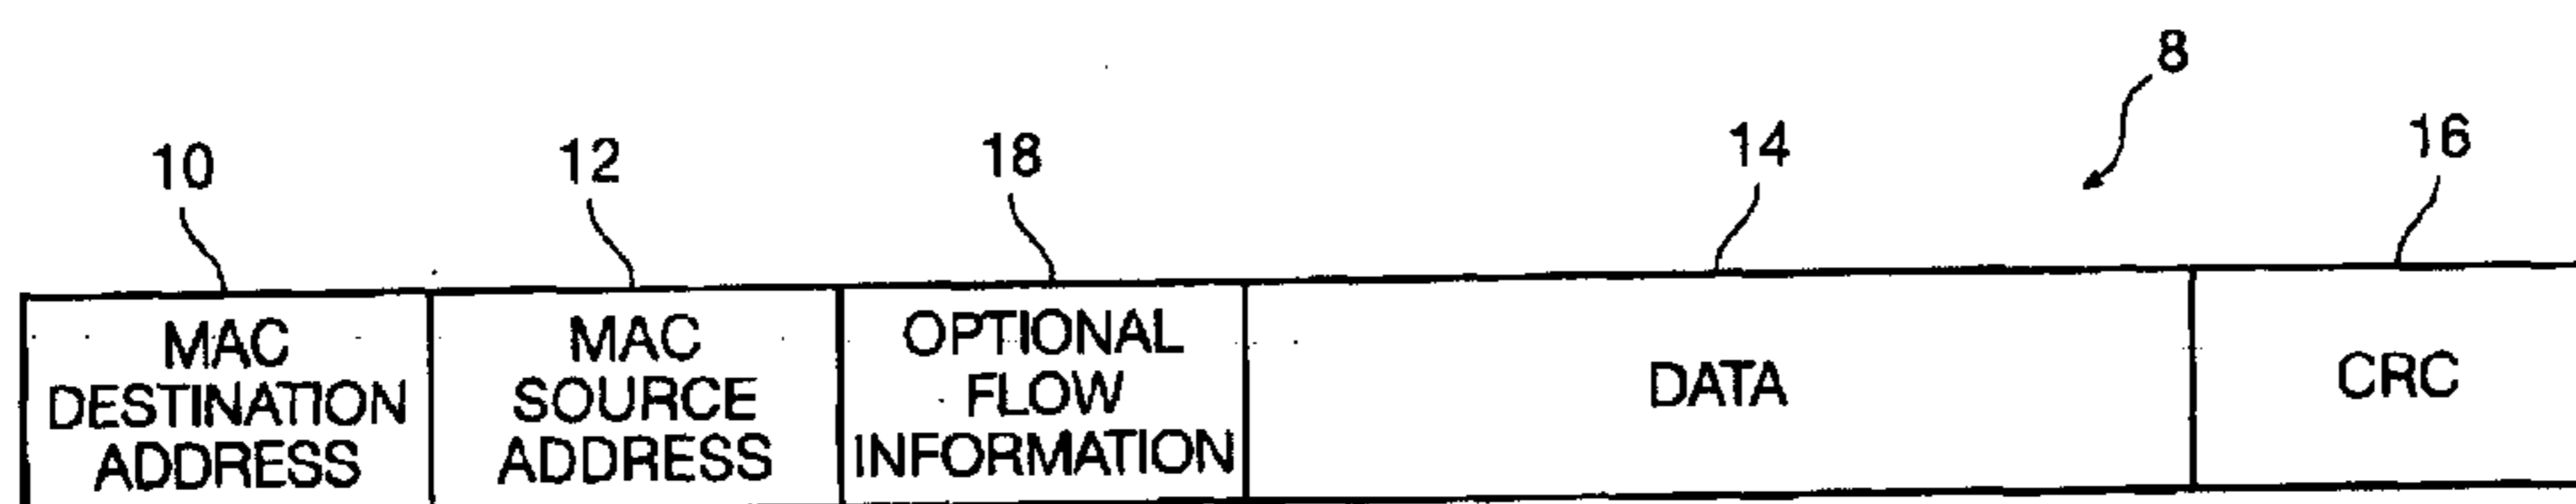 8
10
12
18
14
16
MAC
DESTINATION
ADDRESS
MAC
SOURCE
ADDRESS
OPTIONAL
FLOW
INFORMATION
DATA
CRC